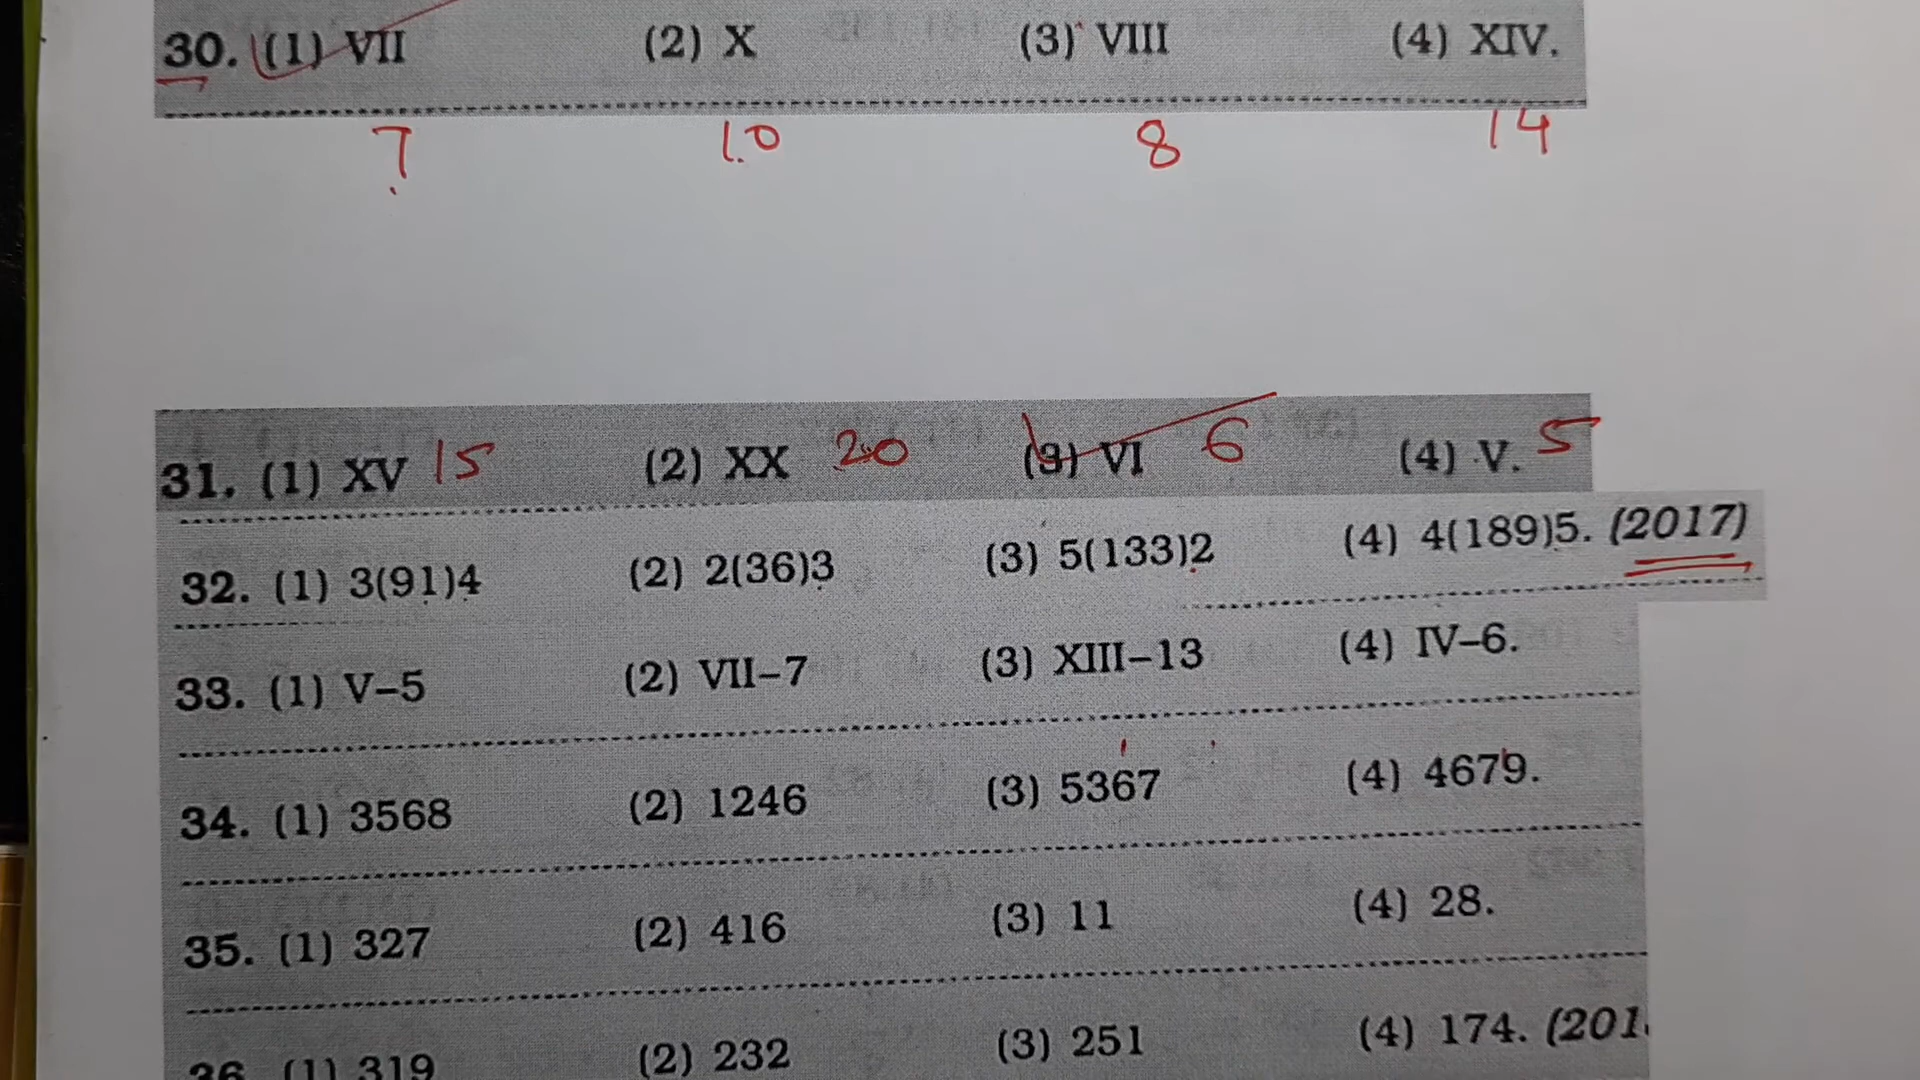 30. (1) VII (2) X (3) VIII (4) XIV.
7 10 8 14
31. (1) XV 15 (2) XX 20 (3) VI 6 (4) V. 5
32. (1) 3(91)4 (2) 2(36)3 (3) 5(133)2 (4) 4(189)5. (2017)
33. (1) V–5 (2) VII–7 (3) XIII–13 (4) IV–6.
34. (1) 3568 (2) 1246 (3) 5367 (4) 4679.
35. (1) 327 (2) 416 (3) 11 (4) 28.
36. (1) 319 (2) 232 (3) 251 (4) 174. (201